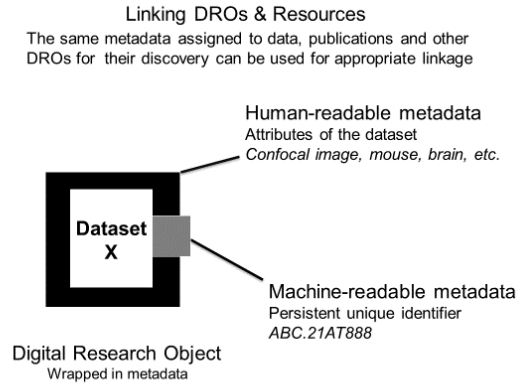 Linking DROs & Resources
The same metadata assigned to data, publications and other
DROs for their discovery can be used for appropriate linkage
Human-readable metadata
Attributes of the dataset
Confocal image, mouse, brain, etc.
Dataset
X
Machine-readable metadata
Persistent unique identifier
ABC.21AT888
Digital Research Object
Wrapped in metadata